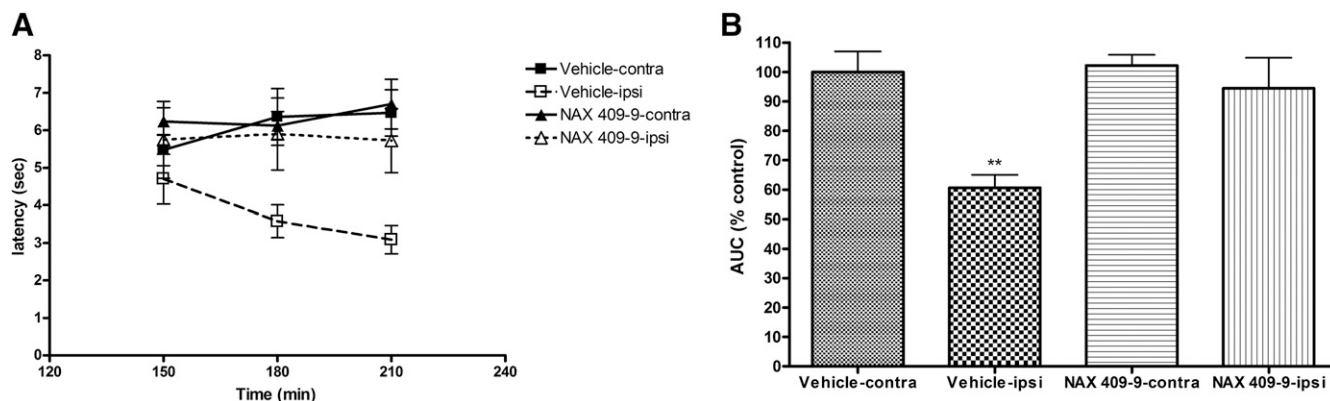 A
8
7
6
5
4
3
2
1
0
latency (sec)
120 150 180 210 240
Time (min)
Vehicle-contra
Vehicle-ipsi
NAX 409-9-contra
NAX 409-9-ipsi
B
110
100
90
80
70
60
50
40
30
20
10
0
AUC (% control)
**
Vehicle-contra Vehicle-ipsi NAX 409-9-contra NAX 409-9-ipsi